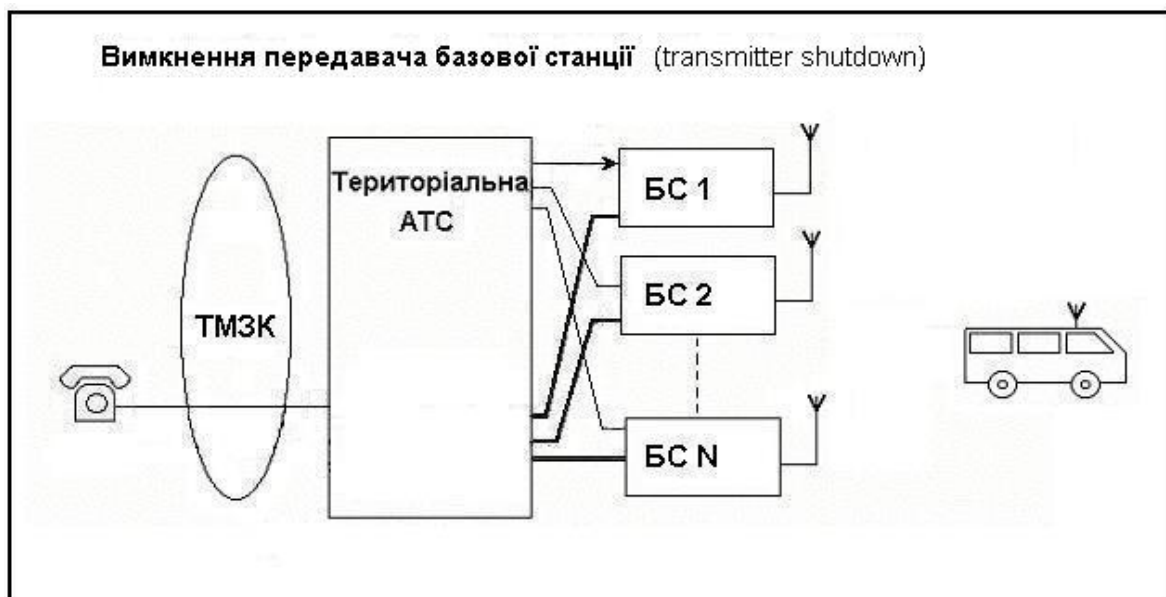 Вимкнення передавача базової станції (transmitter shutdown)
Територіальна
АТС
БС 1
БС 2
ТМЗК
БС N